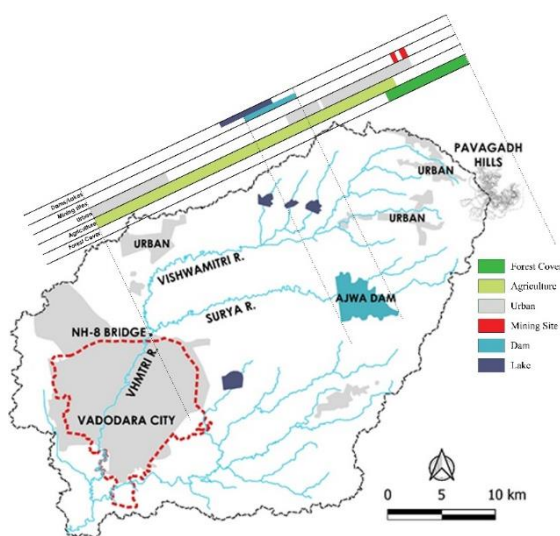 Dams/Lakes:
Mining Sites:
Urban:
Agriculture:
Forest Cover:
PAVAGADH
HILLS
URBAN
URBAN
URBAN
VISHWAMITRI R.
AJWA DAM
SURYA R.
NH-8 BRIDGE
VHMTRI R.
VADODARA CITY
Forest Cover
Agriculture
Urban
Mining Site
Dam
Lake
0 5 10 km